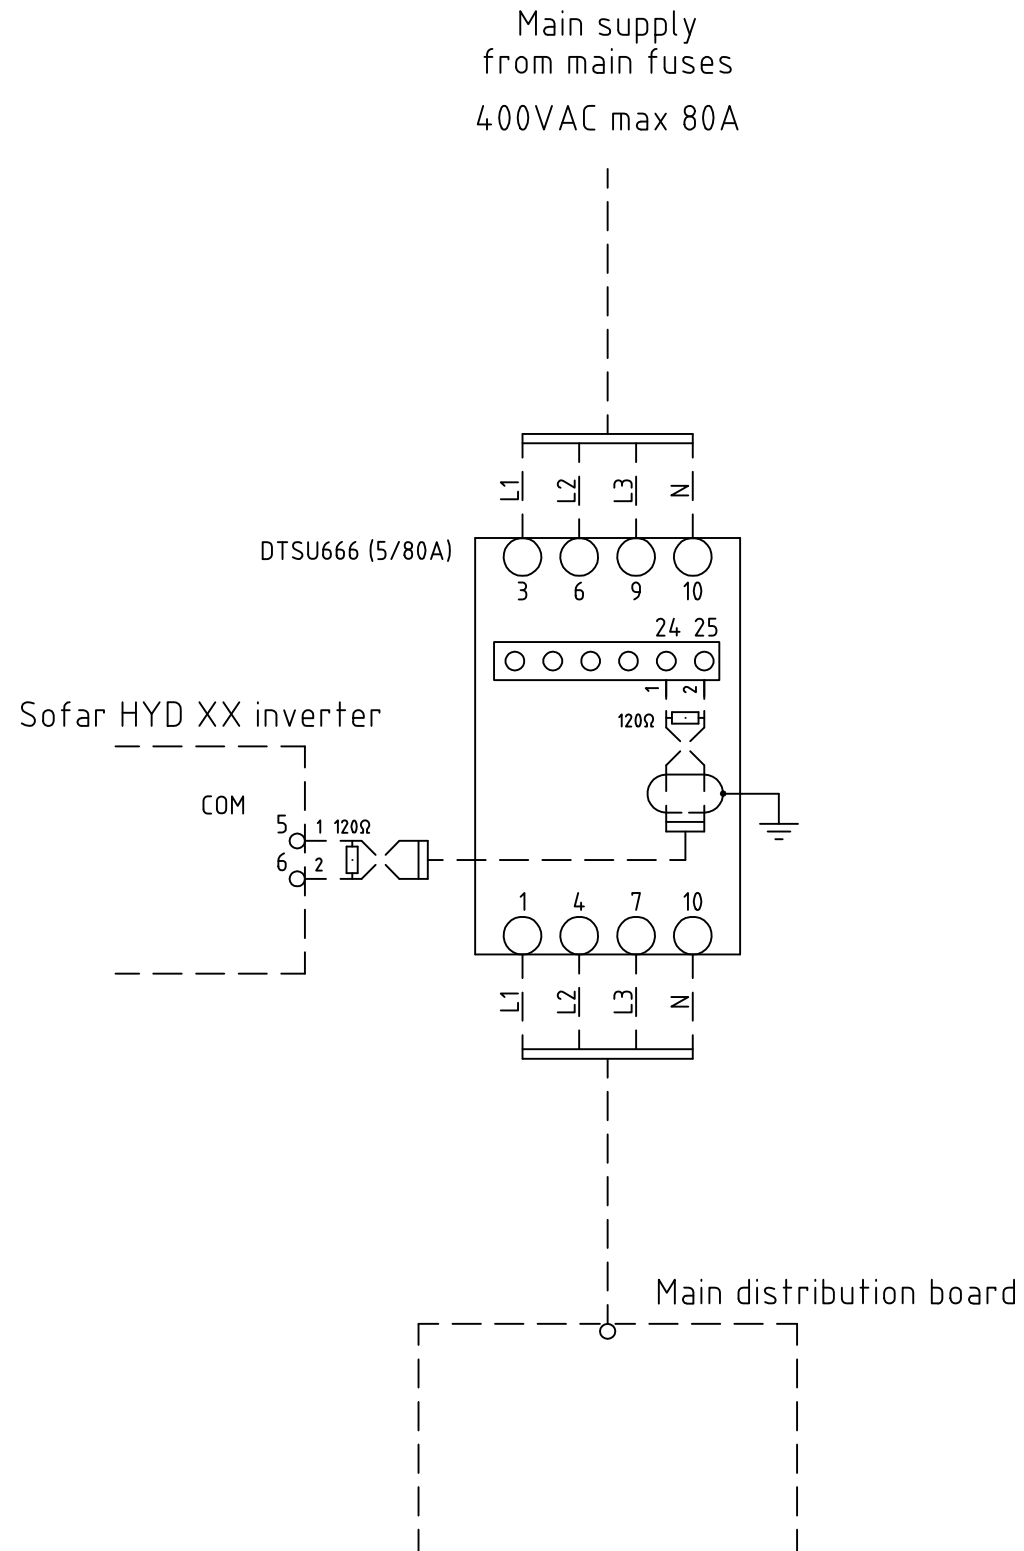 Main supply
from main fuses
400VAC max 80A
L1 L2 L3 N
DTSU666 (5/80A)
3 6 9 10
24 25
1 2
120Ω
Sofar HYD XX inverter
COM
5 1 120Ω
6 2
1 4 7 10
L1 L2 L3 N
Main distribution board